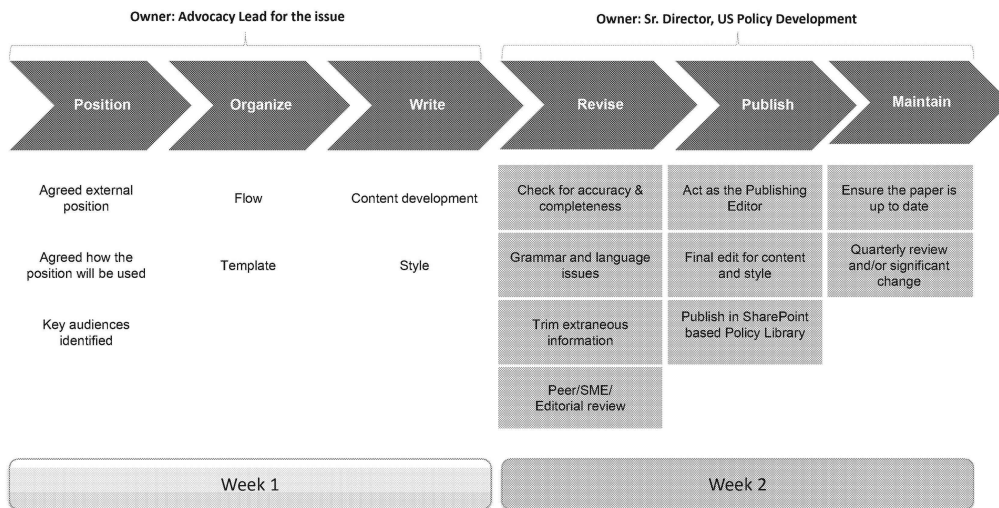 Owner: Advocacy Lead for the issue
Owner: Sr. Director, US Policy Development
Position
Organize
Write
Revise
Publish
Maintain
Agreed external
position
Agreed how the
position will be used
Key audiences
identified
Flow
Template
Content development
Style
Check for accuracy &
completeness
Grammar and language
issues
Trim extraneous
information
Peer/SME/
Editorial review
Act as the Publishing
Editor
Final edit for content
and style
Publish in SharePoint
based Policy Library
Ensure the paper is
up to date
Quarterly review
and/or significant
change
Week 1
Week 2